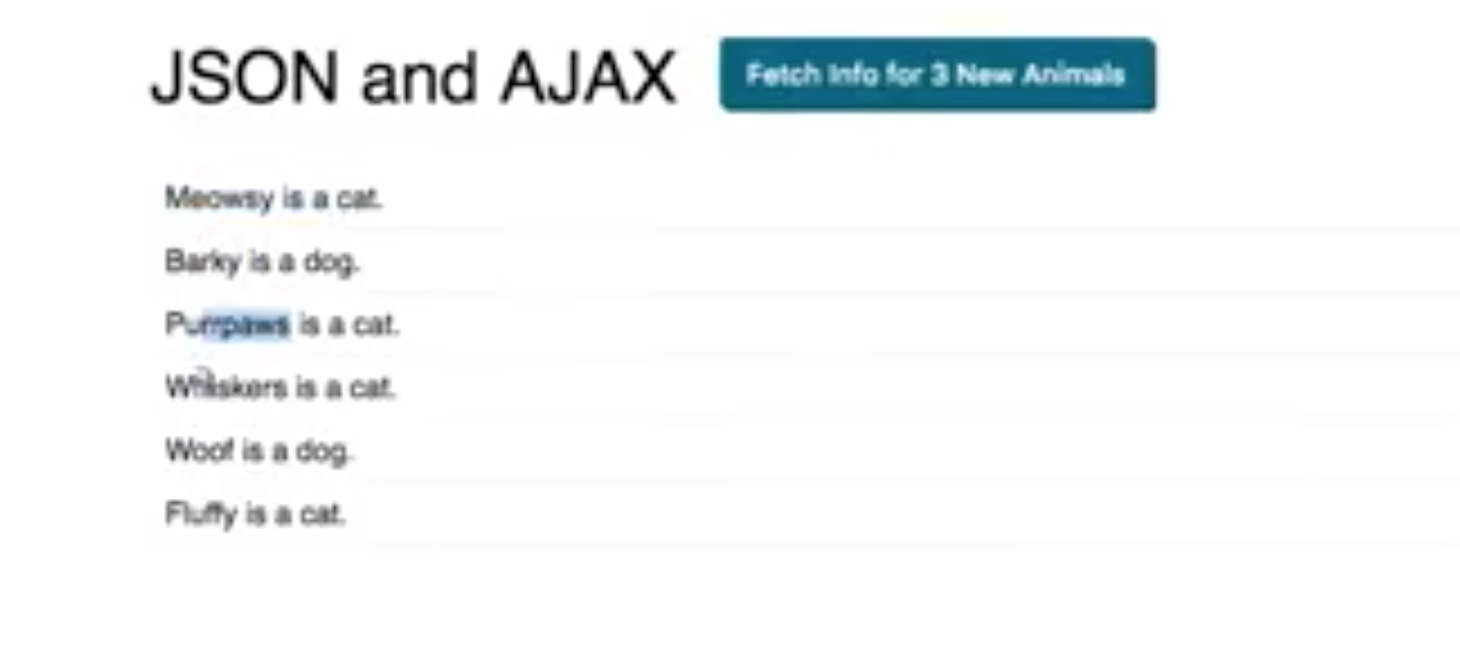 JSON and AJAX Fetch Info for 3 New Animals
Meowsy is a cat.
Barky is a dog.
Purrpaws is a cat.
Whiskers is a cat.
Woof is a dog.
Fluffy is a cat.